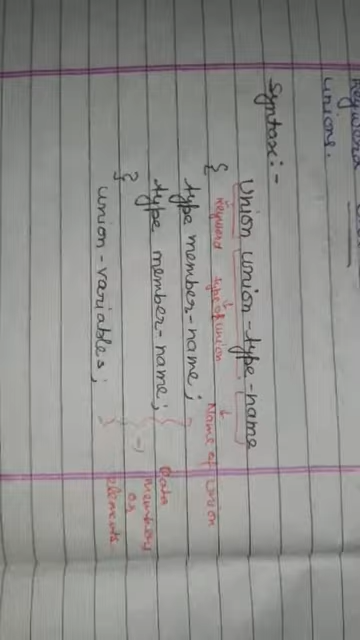 Keyword
unions.
Syntax:-
Union union-type-name
Keyword type of union Name of union
{
type member-name;
type member-name;
}
union-variables;
Data
members
or
elements